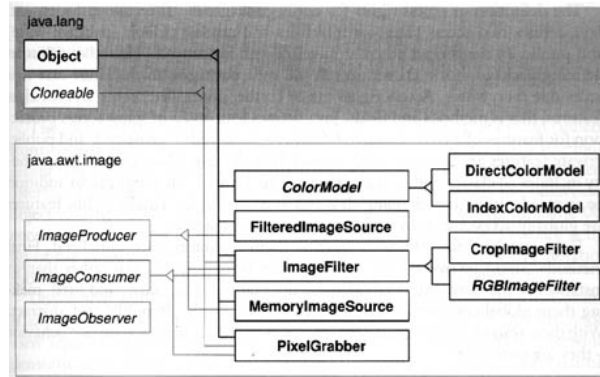 java.lang
Object
Cloneable
java.awt.image
ColorModel
DirectColorModel
IndexColorModel
ImageProducer
FilteredImageSource
ImageConsumer
ImageFilter
CropImageFilter
RGBImageFilter
ImageObserver
MemoryImageSource
PixelGrabber